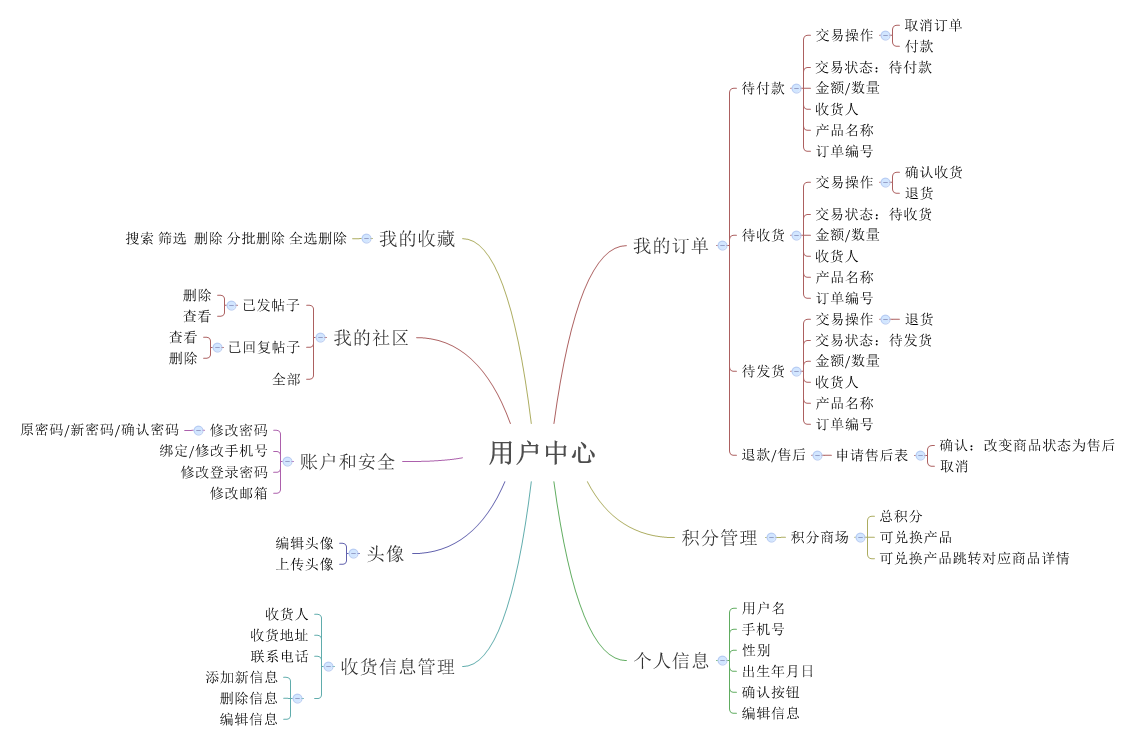 用户中心
我的订单
待付款
交易操作
取消订单
付款
交易状态：待付款
金额/数量
收货人
产品名称
订单编号
待收货
交易操作
确认收货
退货
交易状态：待收货
金额/数量
收货人
产品名称
订单编号
待发货
交易操作
退货
交易状态：待发货
金额/数量
收货人
产品名称
订单编号
退款/售后
申请售后表
确认：改变商品状态为售后
取消
积分管理
积分商场
总积分
可兑换产品
可兑换产品跳转对应商品详情
个人信息
用户名
手机号
性别
出生年月日
确认按钮
编辑信息
我的收藏
搜索 筛选  删除 分批删除 全选删除
我的社区
已发帖子
删除
查看
已回复帖子
查看
删除
全部
账户和安全
修改密码
原密码/新密码/确认密码
绑定/修改手机号
修改登录密码
修改邮箱
头像
编辑头像
上传头像
收货信息管理
收货人
收货地址
联系电话
添加新信息
删除信息
编辑信息